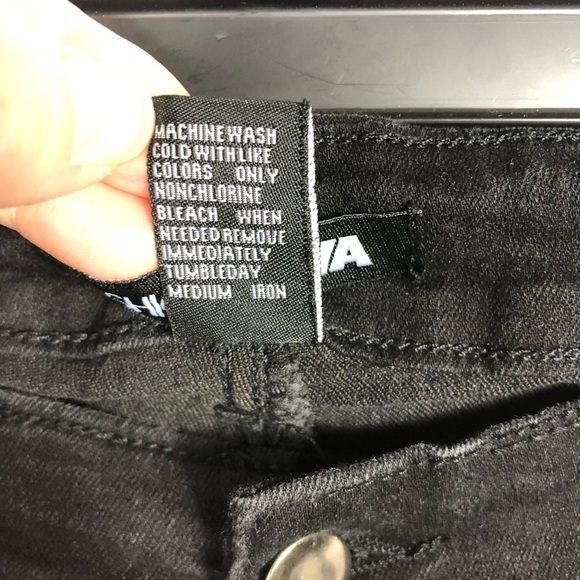 MACHINE WASH
COLD WITH LIKE
COLORS ONLY
NONCHLORINE
BLEACH WHEN
NEEDED REMOVE
IMMEDIATELY
TUMBLEDAY
MEDIUM IRON